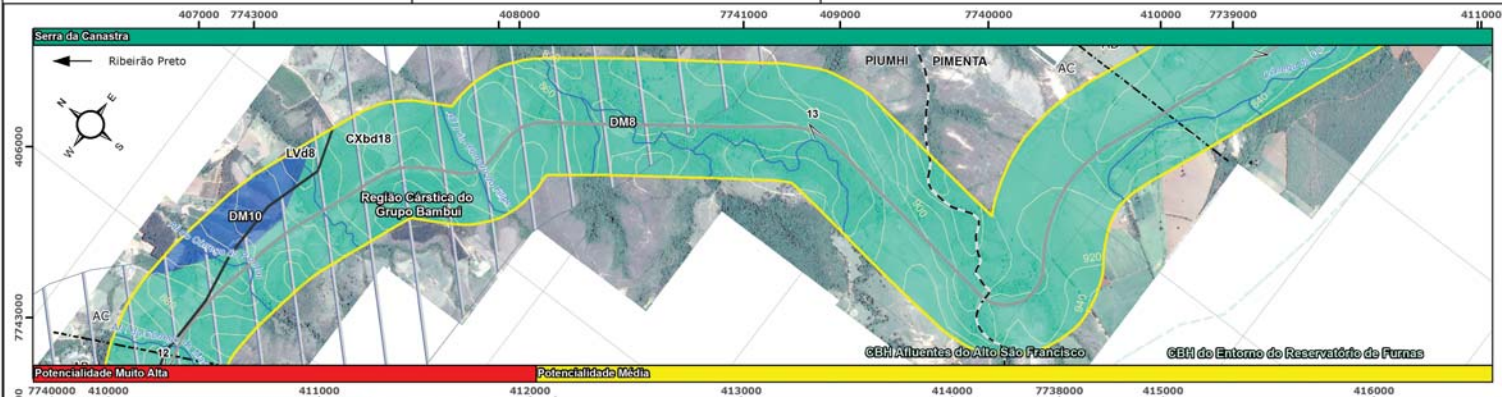 407000 7743000 408000 7741000 409000 7740000 410000 7739000 411000
Serra da Canastra
Ribeirão Preto
PIUMHI PIMENTA
AC
N E
W S
13
DM8
CXbd18
LVd8
406000
Região Cárstica do
Grupo Bambuí
DM10
900
920
940
7743000
AC
12
CBH Afluentes do Alto São Francisco
CBH do Entorno do Reservatório de Furnas
Potencialidade Muito Alta
Potencialidade Média
7740000 410000 411000 412000 413000 414000 7738000 415000 416000